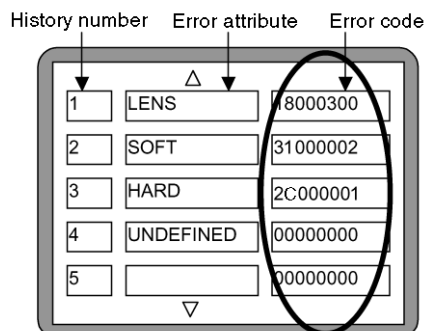 History number Error attribute Error code
△
1 LENS 18000300
2 SOFT 31000002
3 HARD 2C000001
4 UNDEFINED 00000000
5 00000000
▽